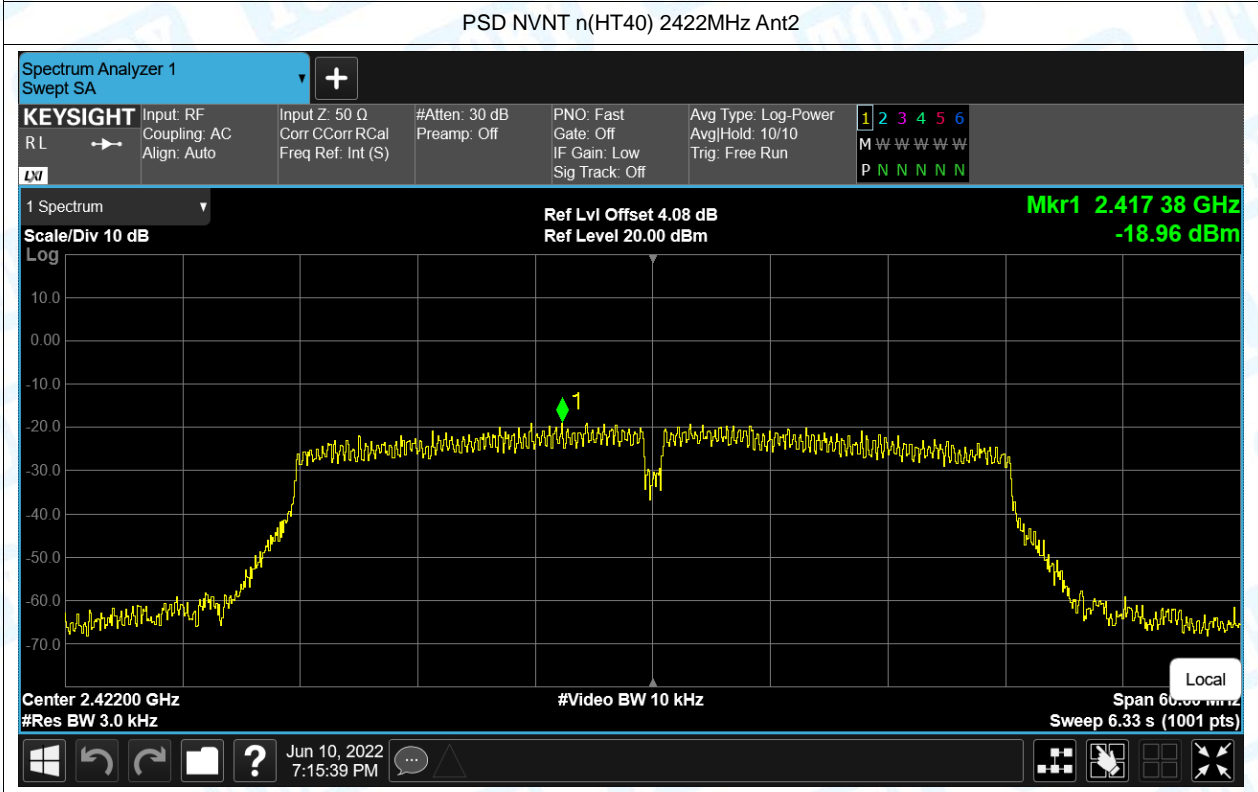 PSD NVNT n(HT40) 2422MHz Ant2
Spectrum Analyzer 1
Swept SA
KEYSIGHT
R L
LXI
Input: RF
Coupling: AC
Align: Auto
Input Z: 50 Ω
Corr CCorr RCal
Freq Ref: Int (S)
#Atten: 30 dB
Preamp: Off
PNO: Fast
Gate: Off
IF Gain: Low
Sig Track: Off
Avg Type: Log-Power
Avg|Hold: 10/10
Trig: Free Run
1 2 3 4 5 6
M W W W W W
P N N N N N
1 Spectrum
Scale/Div 10 dB
Log
Ref Lvl Offset 4.08 dB
Ref Level 20.00 dBm
Mkr1 2.417 38 GHz
-18.96 dBm
10.0
0.00
-10.0
-20.0
-30.0
-40.0
-50.0
-60.0
-70.0
1
Local
Center 2.42200 GHz
#Video BW 10 kHz
Span 60.00 MHz
#Res BW 3.0 kHz
Sweep 6.33 s (1001 pts)
?
Jun 10, 2022
7:15:39 PM